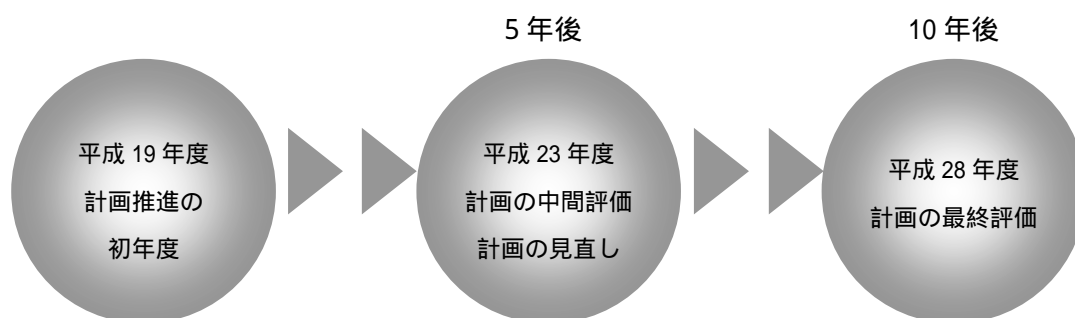 5 年後
10 年後
平成 19 年度
計画推進の
初年度
平成 23 年度
計画の中間評価
計画の見直し
平成 28 年度
計画の最終評価